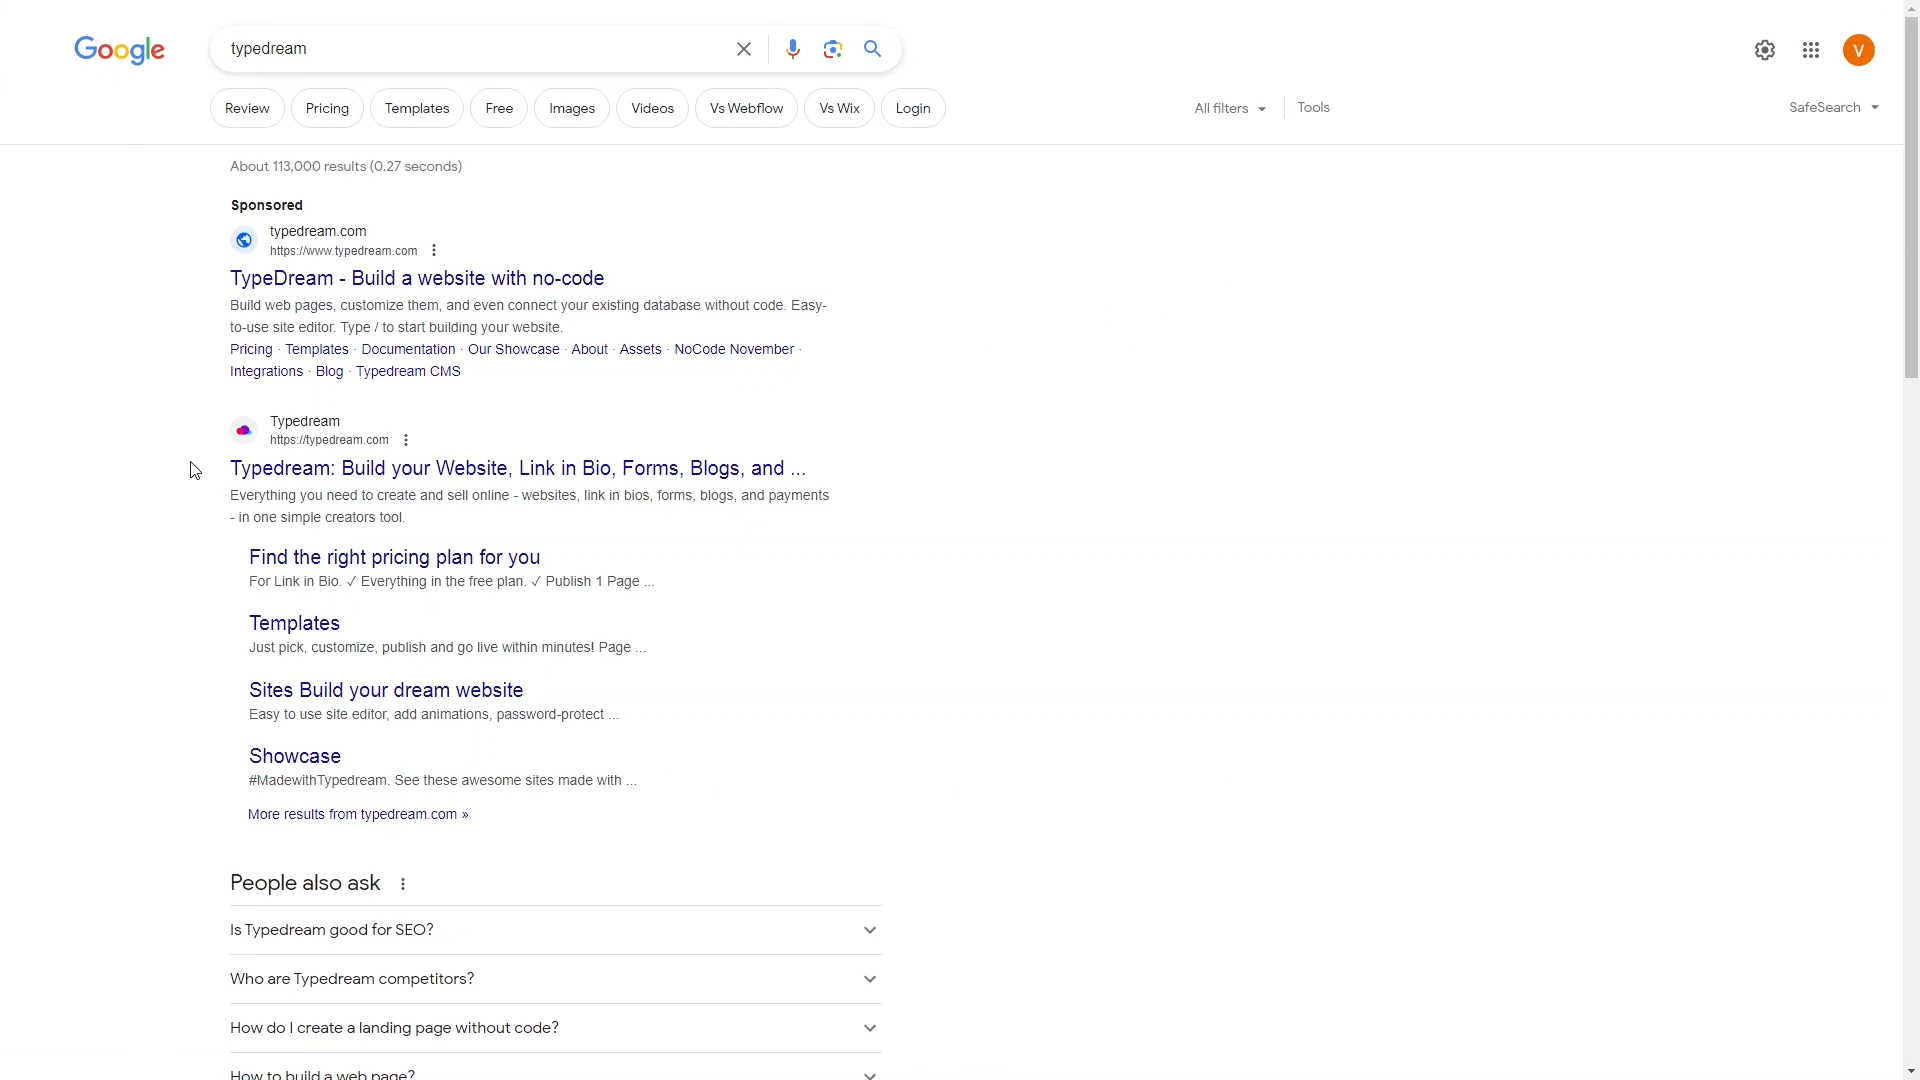 Google
typedream
V
Review
Pricing
Templates
Free
Images
Videos
Vs Webflow
Vs Wix
Login
All filters
Tools
SafeSearch
About 113,000 results (0.27 seconds)
Sponsored
typedream.com
https://www.typedream.com
TypeDream - Build a website with no-code
Build web pages, customize them, and even connect your existing database without code. Easy-
to-use site editor. Type / to start building your website.
Pricing · Templates · Documentation · Our Showcase · About · Assets · NoCode November ·
Integrations · Blog · Typedream CMS
Typedream
https://typedream.com
Typedream: Build your Website, Link in Bio, Forms, Blogs, and ...
Everything you need to create and sell online - websites, link in bios, forms, blogs, and payments
- in one simple creators tool.
Find the right pricing plan for you
For Link in Bio. ✓ Everything in the free plan. ✓ Publish 1 Page ...
Templates
Just pick, customize, publish and go live within minutes! Page ...
Sites Build your dream website
Easy to use site editor, add animations, password-protect ...
Showcase
#MadewithTypedream. See these awesome sites made with ...
More results from typedream.com »
People also ask
Is Typedream good for SEO?
Who are Typedream competitors?
How do I create a landing page without code?
How to build a web page?